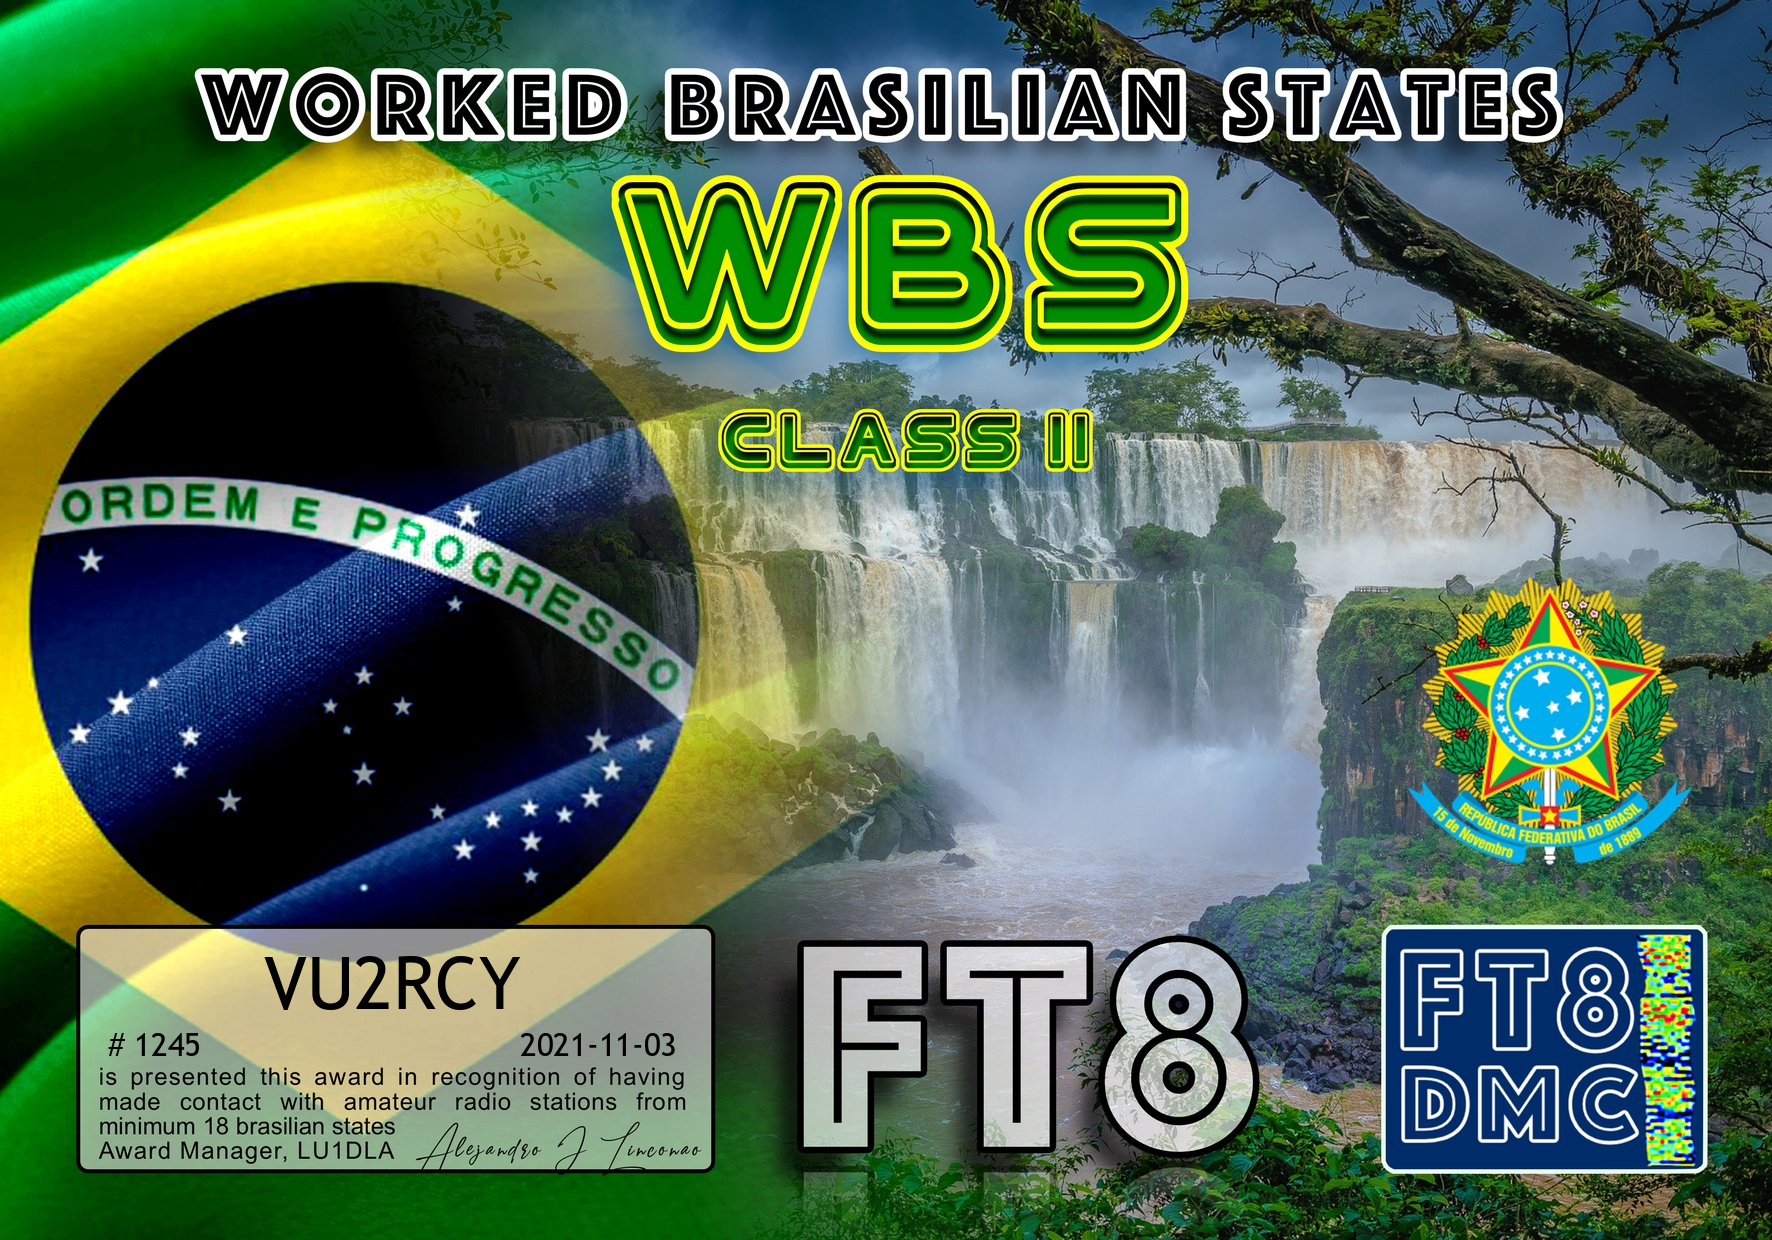 WORKED BRASILIAN STATES
WBS
CLASS II
ORDEM E PROGRESSO
REPUBLICA FEDERATIVA DO BRASIL
15 de Novembro
de 1889
VU2RCY
# 1245 2021-11-03
is presented this award in recognition of having
made contact with amateur radio stations from
minimum 18 brasilian states
Award Manager, LU1DLA Alejandro J Linconao
FT8
FT8
DMC